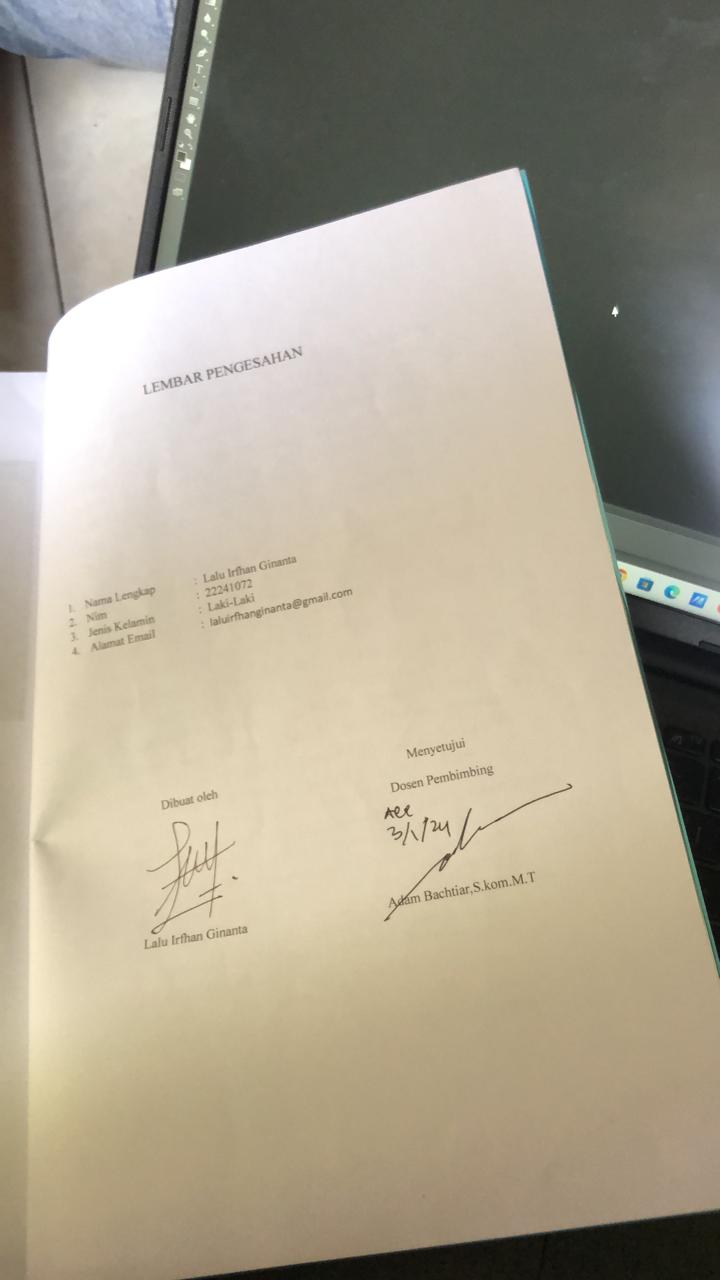 LEMBAR PENGESAHAN
1. Nama Lengkap : Lalu Irfhan Ginanta
2. Nim : 22241072
3. Jenis Kelamin : Laki-Laki
4. Alamat Email : laluirfhanginanta@gmail.com
Menyetujui
Dibuat oleh
Dosen Pembimbing
Acc
3/1/24
Adam Bachtiar,S.kom.M.T
Lalu Irfhan Ginanta